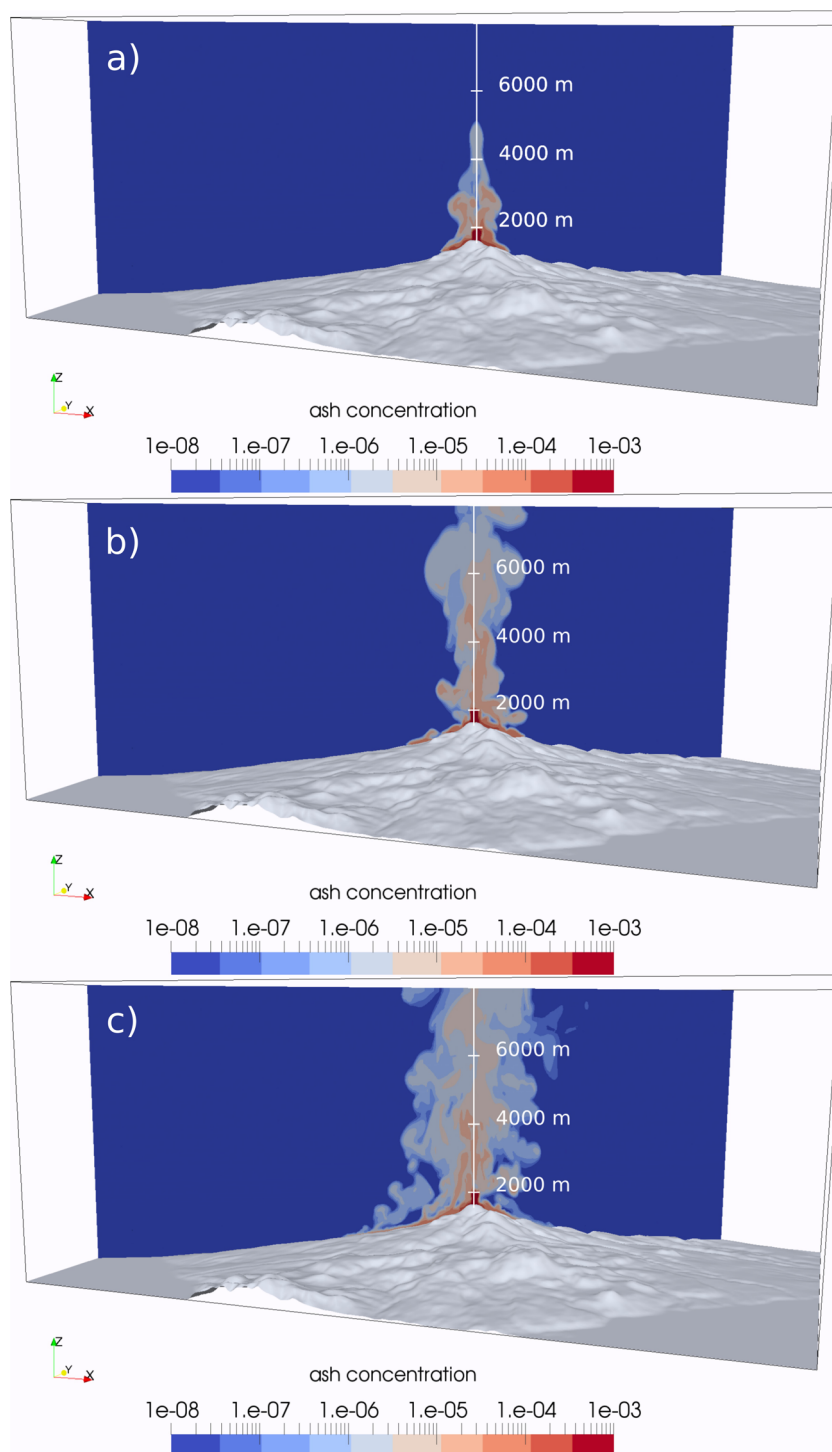 a)
6000 m
4000 m
2000 m
Z
Y X
ash concentration
1e-08 1.e-07 1.e-06 1.e-05 1.e-04 1e-03
b)
6000 m
4000 m
2000 m
Z
Y X
ash concentration
1e-08 1.e-07 1.e-06 1.e-05 1.e-04 1e-03
c)
6000 m
4000 m
2000 m
Z
Y X
ash concentration
1e-08 1.e-07 1.e-06 1.e-05 1.e-04 1e-03